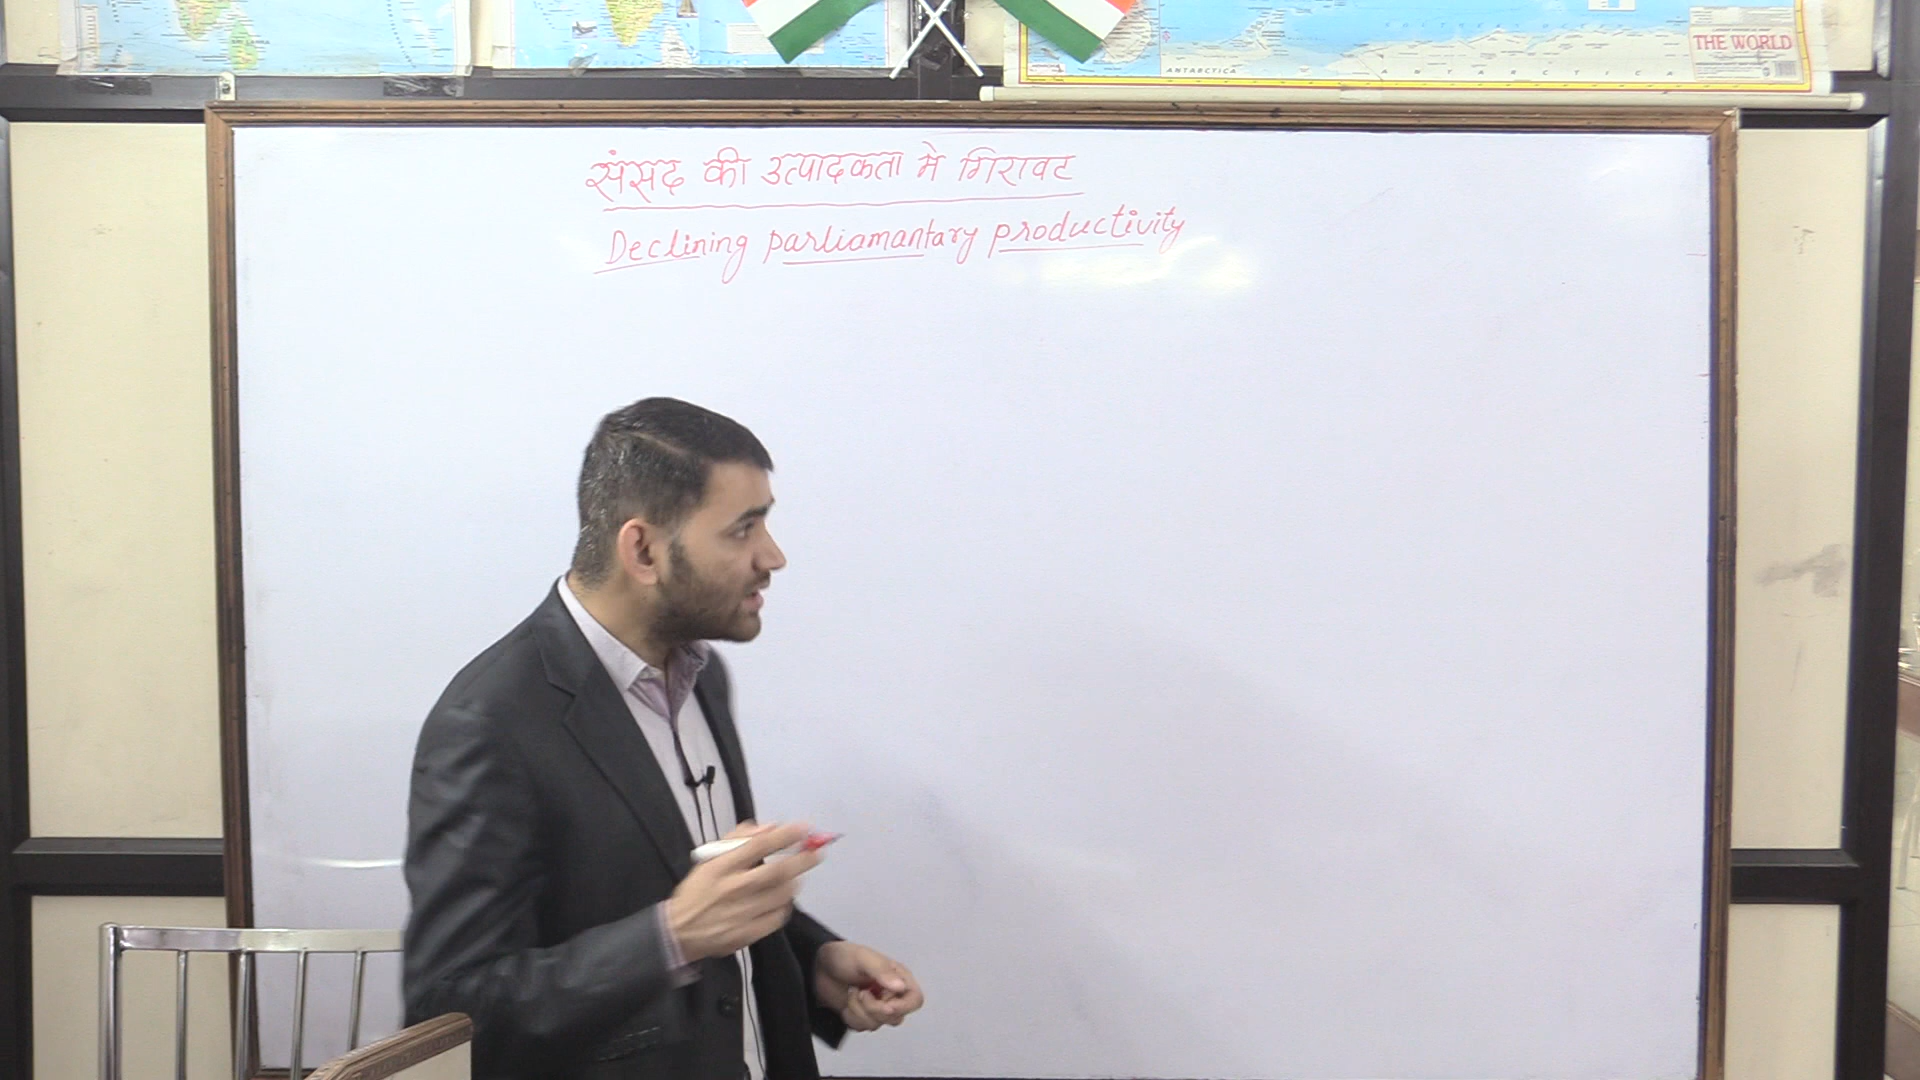 THE WORLD
ANTARCTICA
संसद की उत्पादकता मे गिरावट
Declining parliamantary productivity